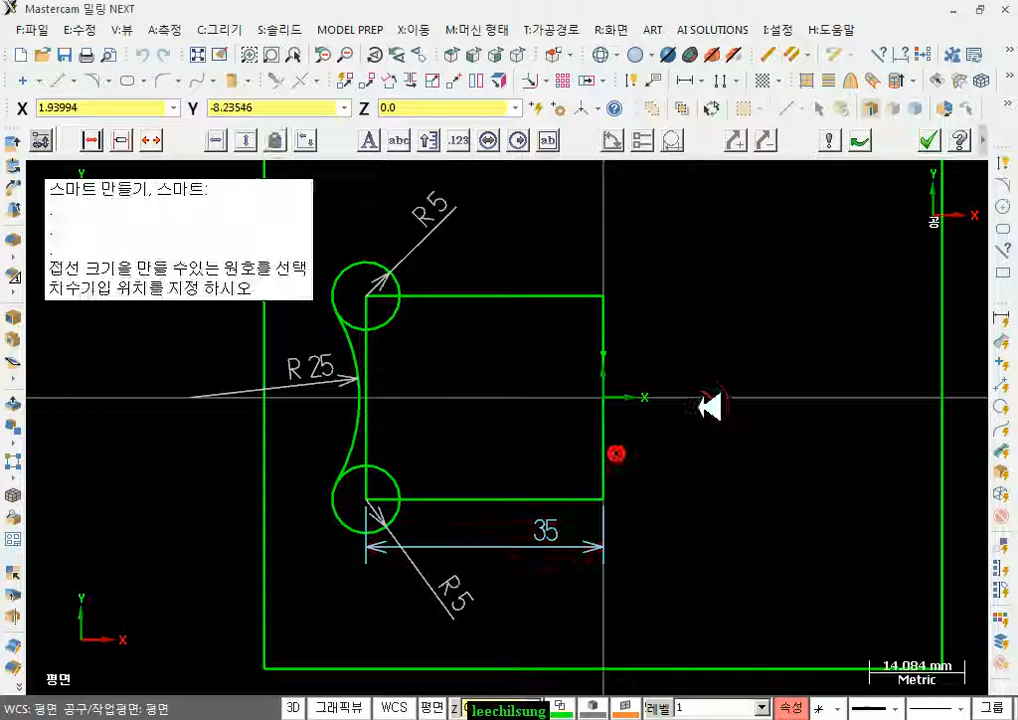 Mastercam 밀링 NEXT
F:파일 E:수정 V:뷰 A:측정 C:그리기 S:솔리드 MODEL PREP X:이동 M:머신 형태 T:가공경로 R:화면 ART AI SOLUTIONS I:설정 H:도움말
X 1.93994 Y -8.23546 Z 0.0
A abc .123 ab ! ?
스마트 만들기, 스마트:
.
.
.
접선 크기을 만들 수있는 원호를 선택
치수기입 위치를 지정 하시오
Y
Y
X
공
R5
R25
Y
X
35
R5
Y
X
14.084 mm
Metric
평면
WCS: 평면 공구/작업평면: 평면 3D 그래픽뷰 WCS 평면 Z leechilsung 레벨 1 속성 그룹